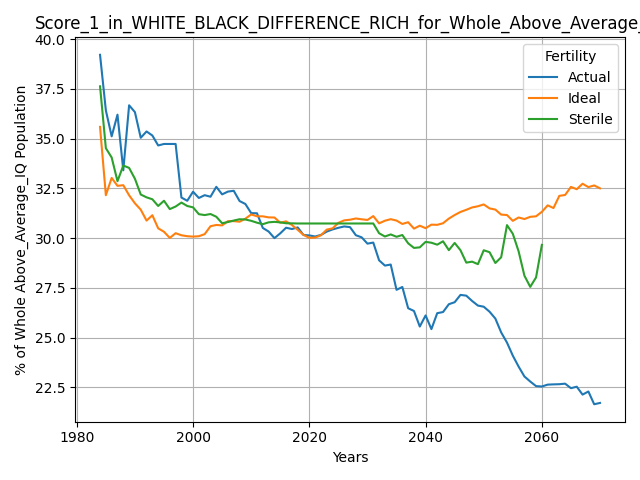 Score_1_in_WHITE_BLACK_DIFFERENCE_RICH_for_Whole_Above_Average_
40.0
37.5
35.0
32.5
30.0
27.5
25.0
22.5
% of Whole Above_Average_IQ Population
Fertility
Actual
Ideal
Sterile
1980 2000 2020 2040 2060
Years